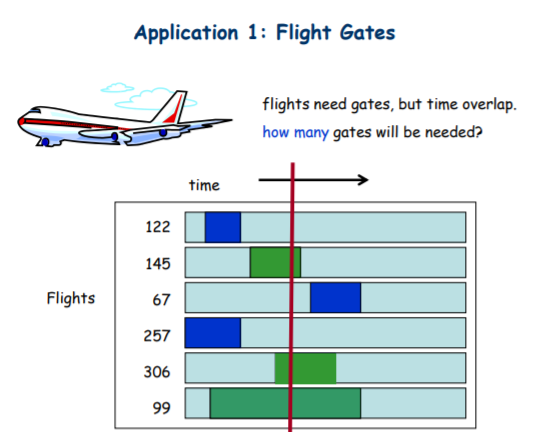 Application 1: Flight Gates
flights need gates, but time overlap.
how many gates will be needed?
time
122
145
Flights
67
257
306
99